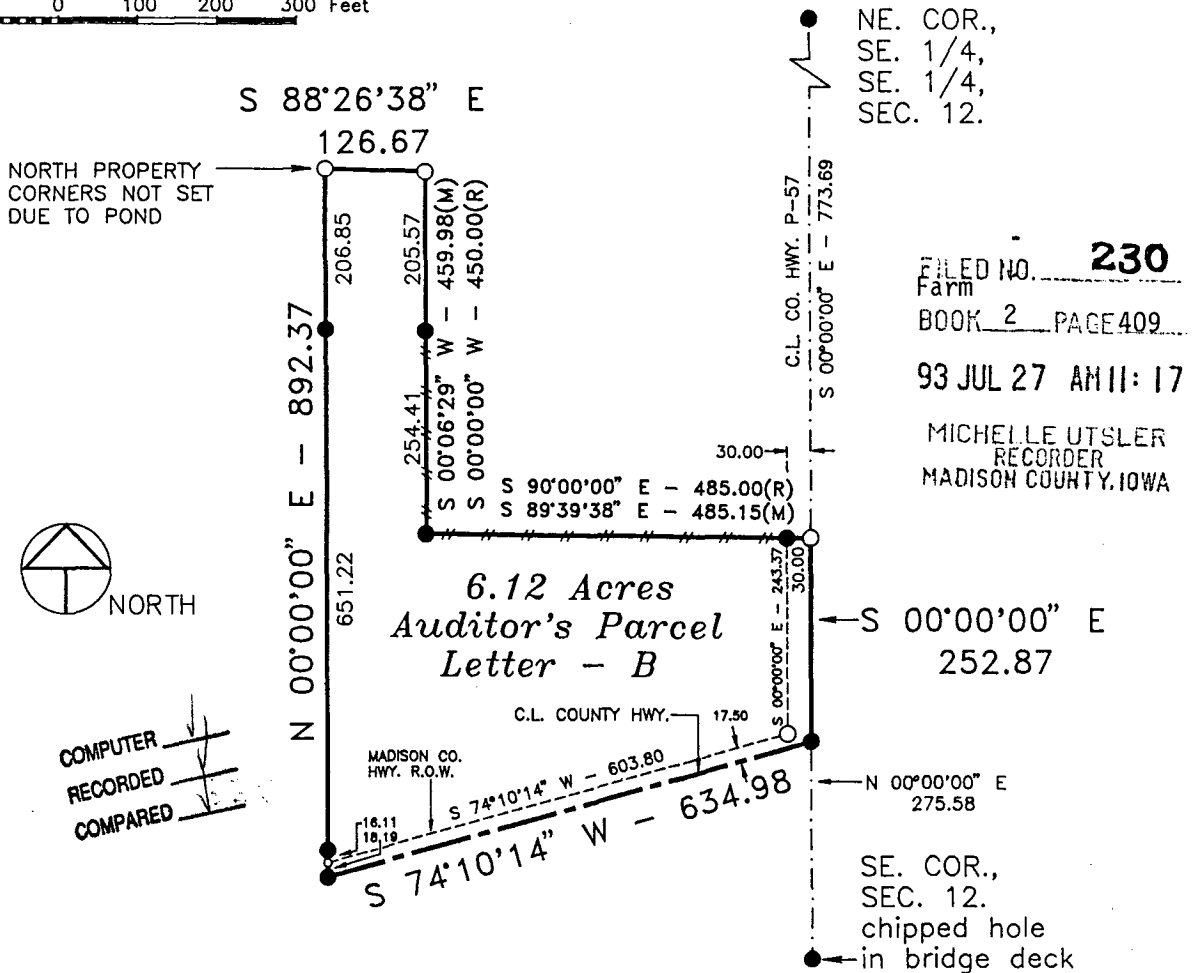 0 100 200 300 Feet
NE. COR.,
SE. 1/4,
SE. 1/4,
SEC. 12.
S 88°26'38" E
126.67
NORTH PROPERTY
CORNERS NOT SET
DUE TO POND
206.85
205.57
S 00°06'29" W - 459.98(M)
S 00°00'00" W - 450.00(R)
C.L. CO. HWY. P-57
S 00°00'00" E - 773.69
FILED NO. 230
Farm
BOOK 2 PAGE 409
93 JUL 27 AM 11: 17
MICHELLE UTSLER
RECORDER
MADISON COUNTY, IOWA
N 00°00'00" E - 892.37
254.41
30.00
S 90°00'00" E - 485.00(R)
S 89°39'38" E - 485.15(M)
NORTH
651.22
6.12 Acres
Auditor's Parcel
Letter - B
S 00°00'00" E - 243.37
30.00
S 00°00'00" E
252.87
C.L. COUNTY HWY.
17.50
COMPUTER
RECORDED
COMPARED
MADISON CO.
HWY. R.O.W.
S 74°10'14" W - 603.80
S 74°10'14" W - 634.98
N 00°00'00" E
275.58
16.11
18.19
SE. COR.,
SEC. 12.
chipped hole
in bridge deck